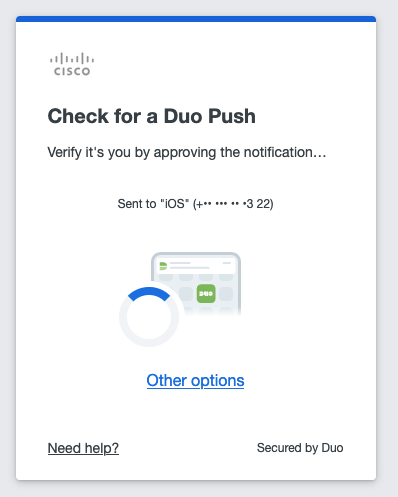 CISCO
Check for a Duo Push
Verify it's you by approving the notification...
Sent to "iOS" (+•• ••• •• •3 22)
DUO
Other options
Need help?
Secured by Duo